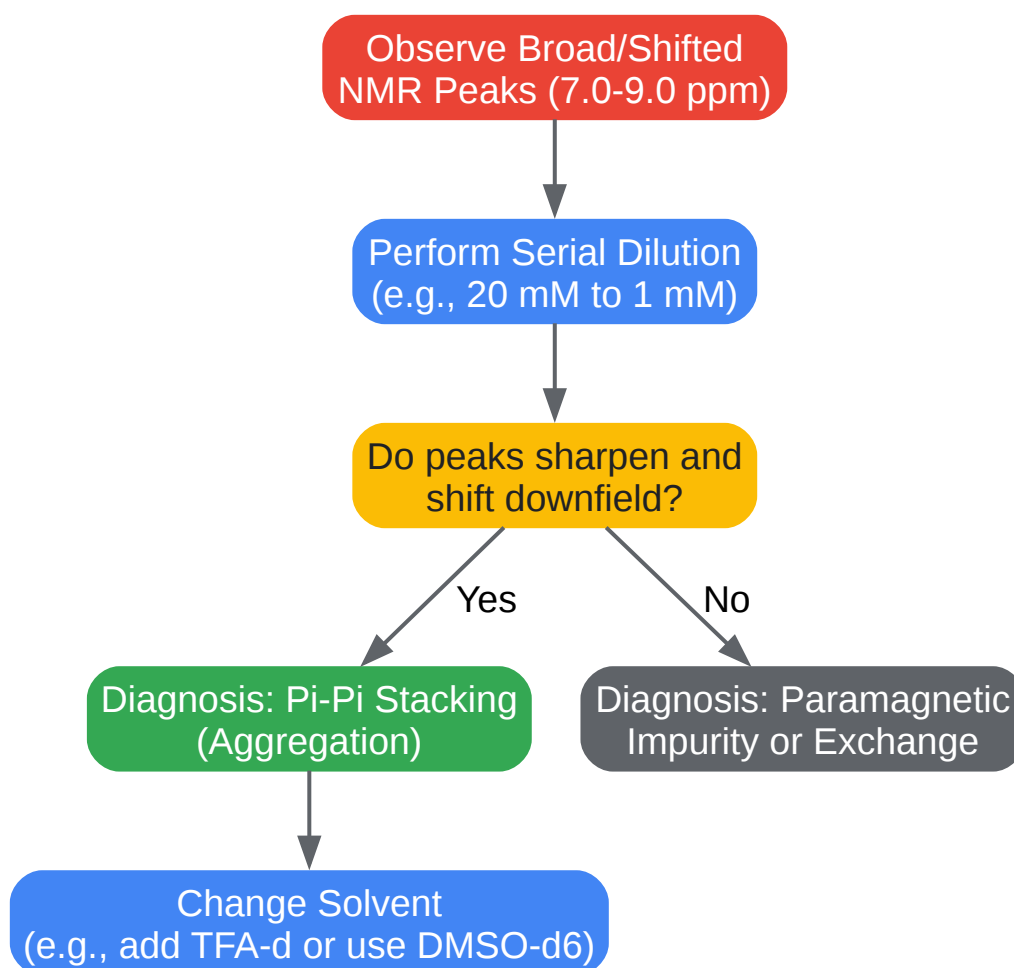 Observe Broad/Shifted
NMR Peaks (7.0-9.0 ppm)
Perform Serial Dilution
(e.g., 20 mM to 1 mM)
Do peaks sharpen and
shift downfield?
Yes
No
Diagnosis: Pi-Pi Stacking
(Aggregation)
Diagnosis: Paramagnetic
Impurity or Exchange
Change Solvent
(e.g., add TFA-d or use DMSO-d6)